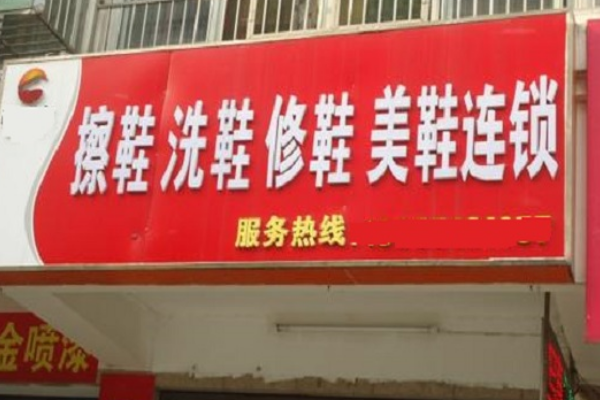 擦鞋 洗鞋 修鞋 美鞋连锁
服务热线
金喷漆